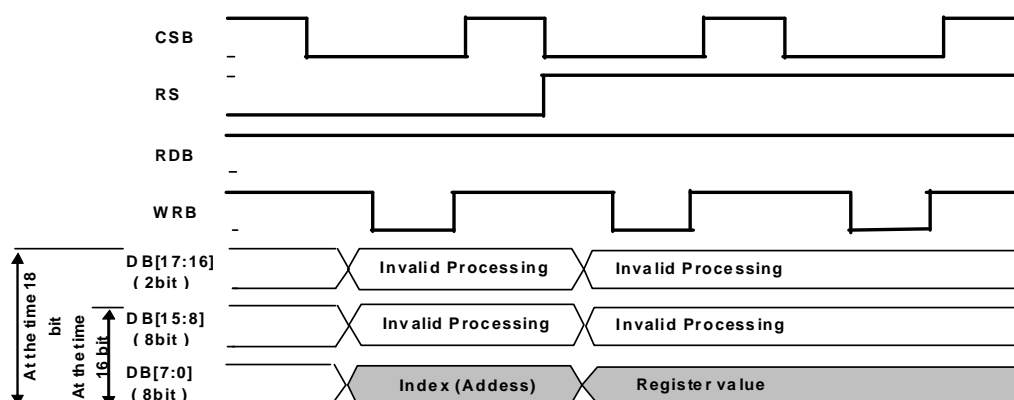 CSB
RS
RDB
WRB
DB[17:16]
(2bit)
Invalid Processing
Invalid Processing
DB[15:8]
(8bit)
Invalid Processing
Invalid Processing
DB[7:0]
(8bit)
Index (Addess)
Register value
At the time 18
bit
At the time
16 bit